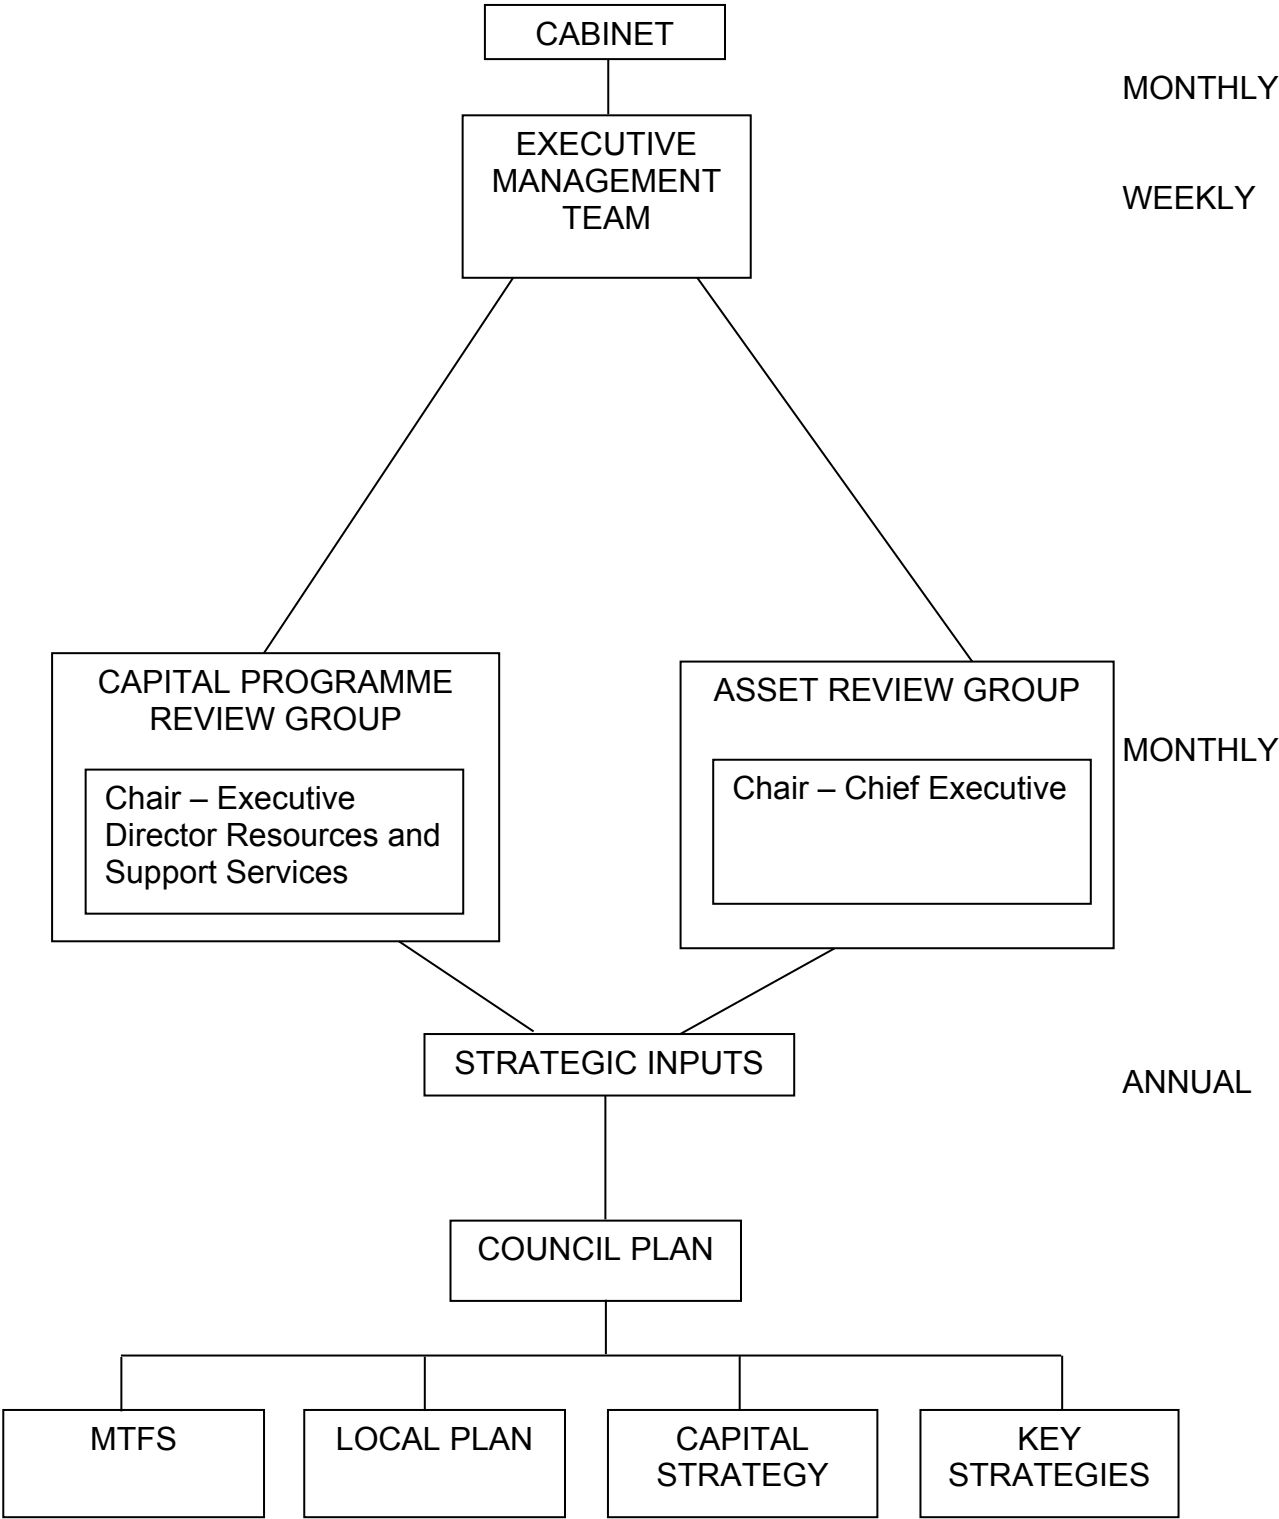 CABINET
MONTHLY
EXECUTIVE
MANAGEMENT
TEAM
WEEKLY
CAPITAL PROGRAMME
REVIEW GROUP
Chair – Executive
Director Resources and
Support Services
ASSET REVIEW GROUP
Chair – Chief Executive
MONTHLY
STRATEGIC INPUTS
ANNUAL
COUNCIL PLAN
MTFS
LOCAL PLAN
CAPITAL
STRATEGY
KEY
STRATEGIES